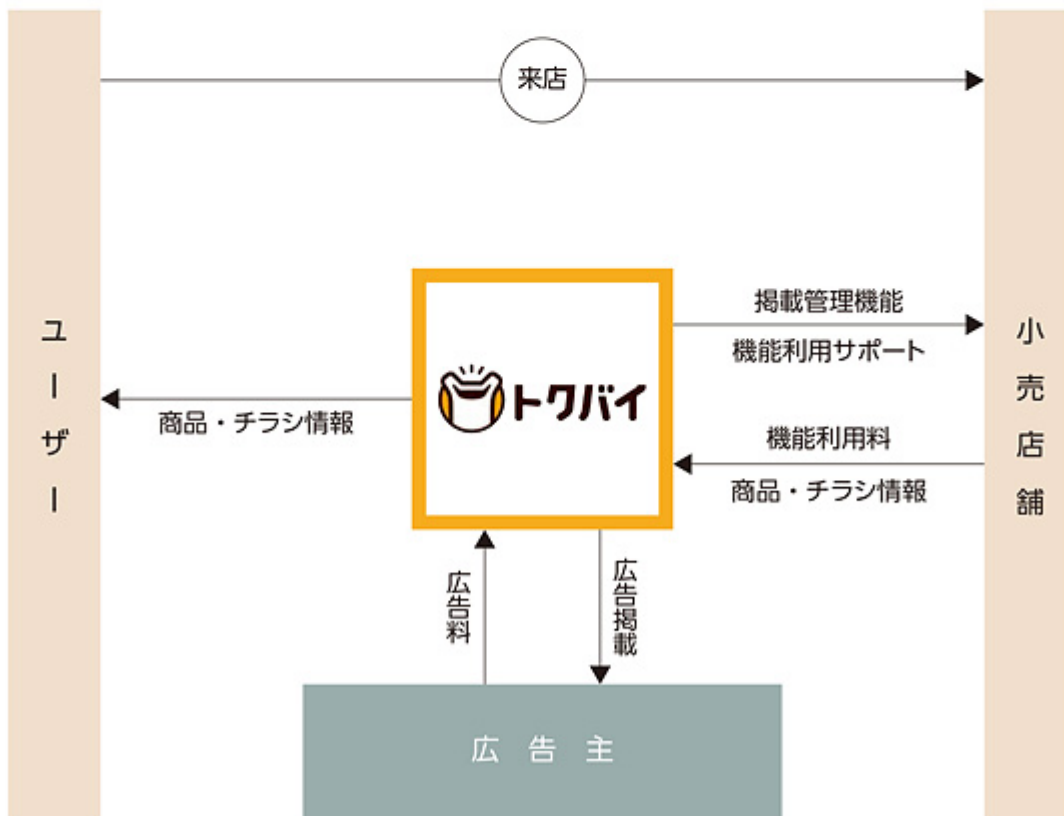 来店
ユーザー
商品・チラシ情報
トクバイ
掲載管理機能
機能利用サポート
機能利用料
商品・チラシ情報
小売店舗
広告料
広告掲載
広告主